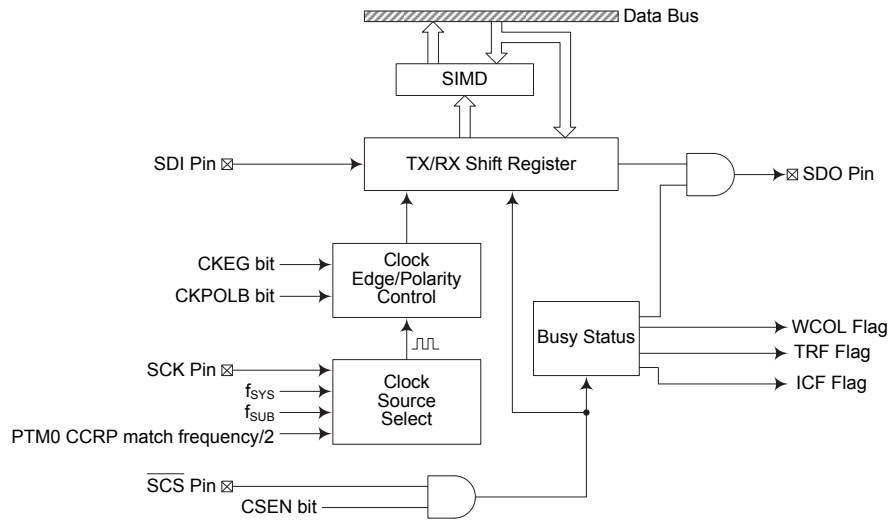 Data Bus
SIMD
SDI Pin
TX/RX Shift Register
SDO Pin
CKEG bit
CKPOLB bit
Clock
Edge/Polarity
Control
Busy Status
WCOL Flag
TRF Flag
ICF Flag
SCK Pin
fSYS
fSUB
PTM0 CCRP match frequency/2
Clock
Source
Select
SCS Pin
CSEN bit